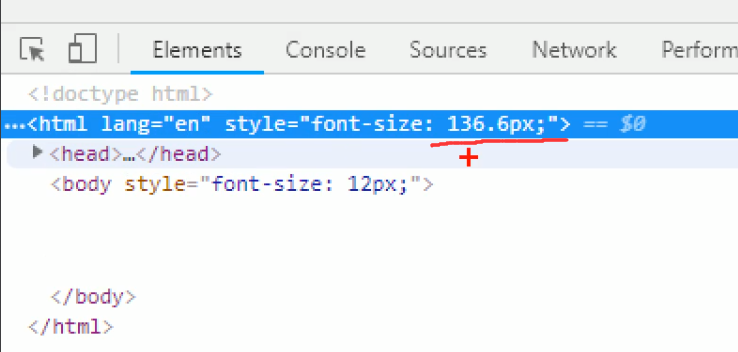 Elements Console Sources Network Perform
<!doctype html>
…<html lang="en" style="font-size: 136.6px;"> == $0
<head>…</head>
<body style="font-size: 12px;">
</body>
</html>